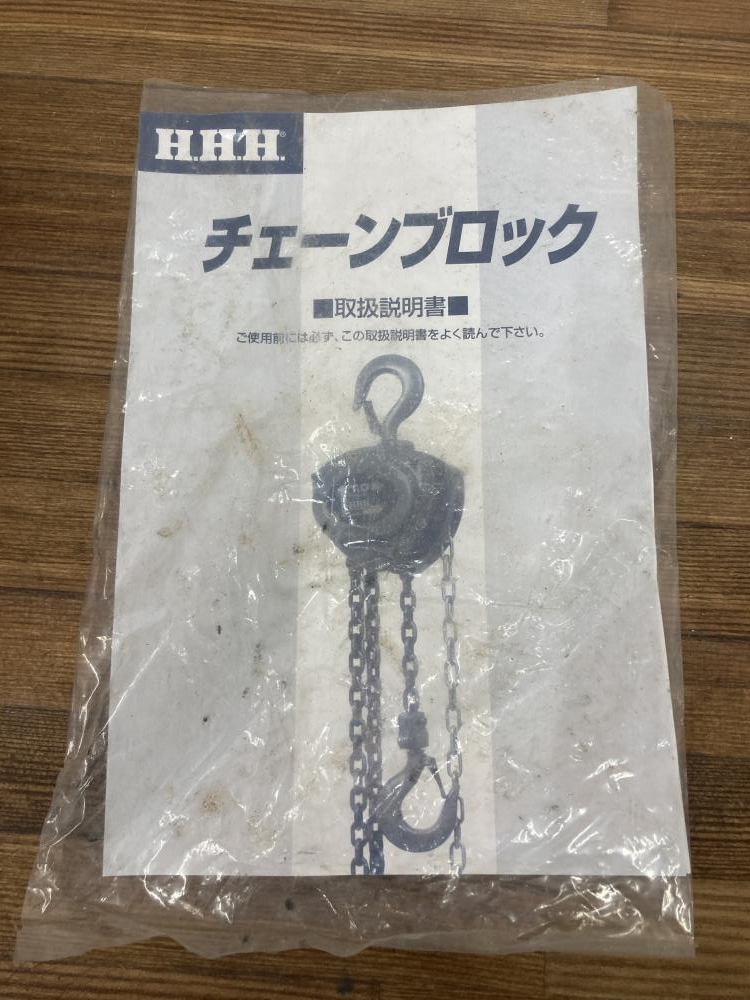 H.H.H.®
チェーンブロック
■取扱説明書■
ご使用前には必ず、この取扱説明書をよく読んで下さい。